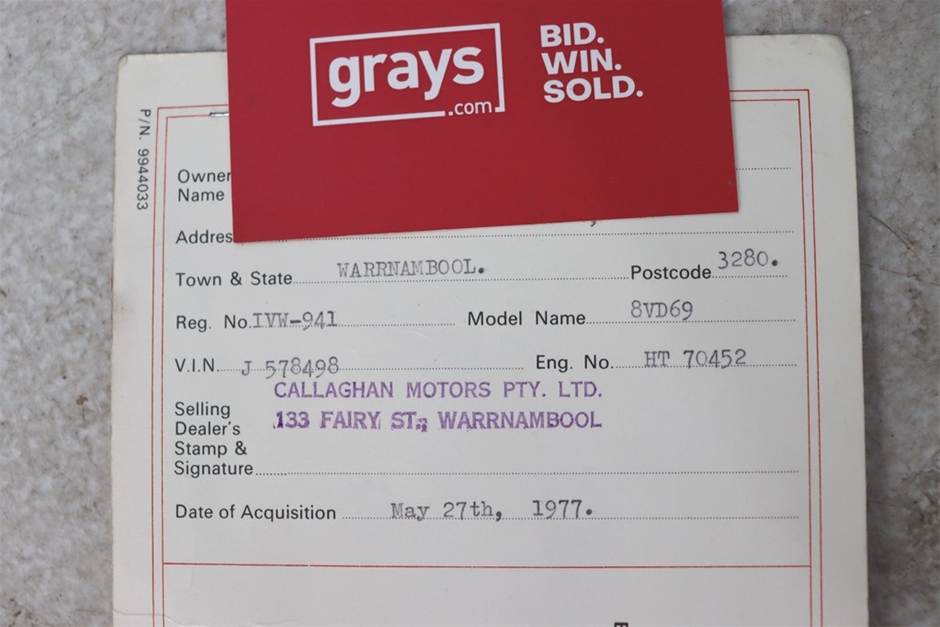 grays
.com
BID.
WIN.
SOLD.
P/N. 9944033
Owner
Name
Addres
Town & State WARRNAMBOOL. Postcode 3280.
Reg. No. IVW-941 Model Name 8VD69
V.I.N. J 578498 Eng. No. HT 70452
CALLAGHAN MOTORS PTY. LTD.
133 FAIRY ST., WARRNAMBOOL
Selling
Dealer's
Stamp &
Signature
Date of Acquisition May 27th, 1977.